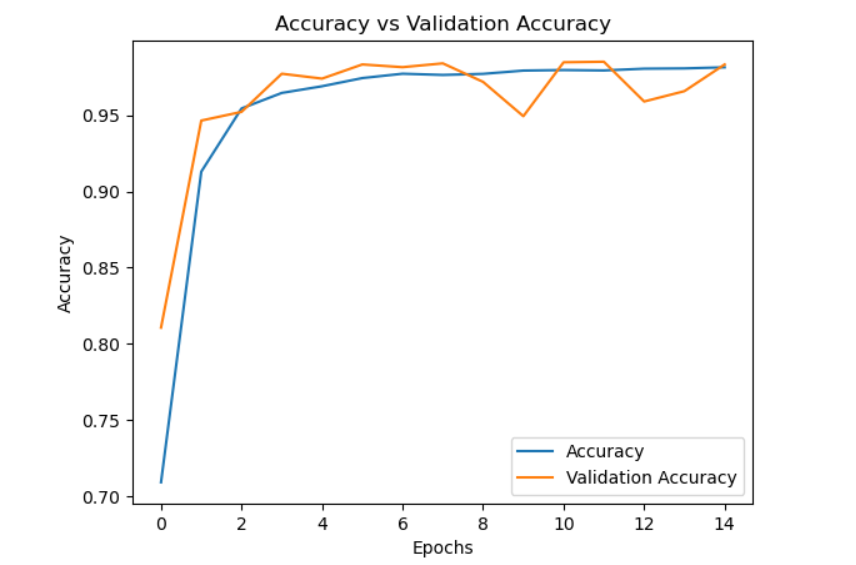 Accuracy vs Validation Accuracy
0.95
0.90
0.85
0.80
0.75
0.70
Accuracy
0 2 4 6 8 10 12 14
Epochs
Accuracy
Validation Accuracy